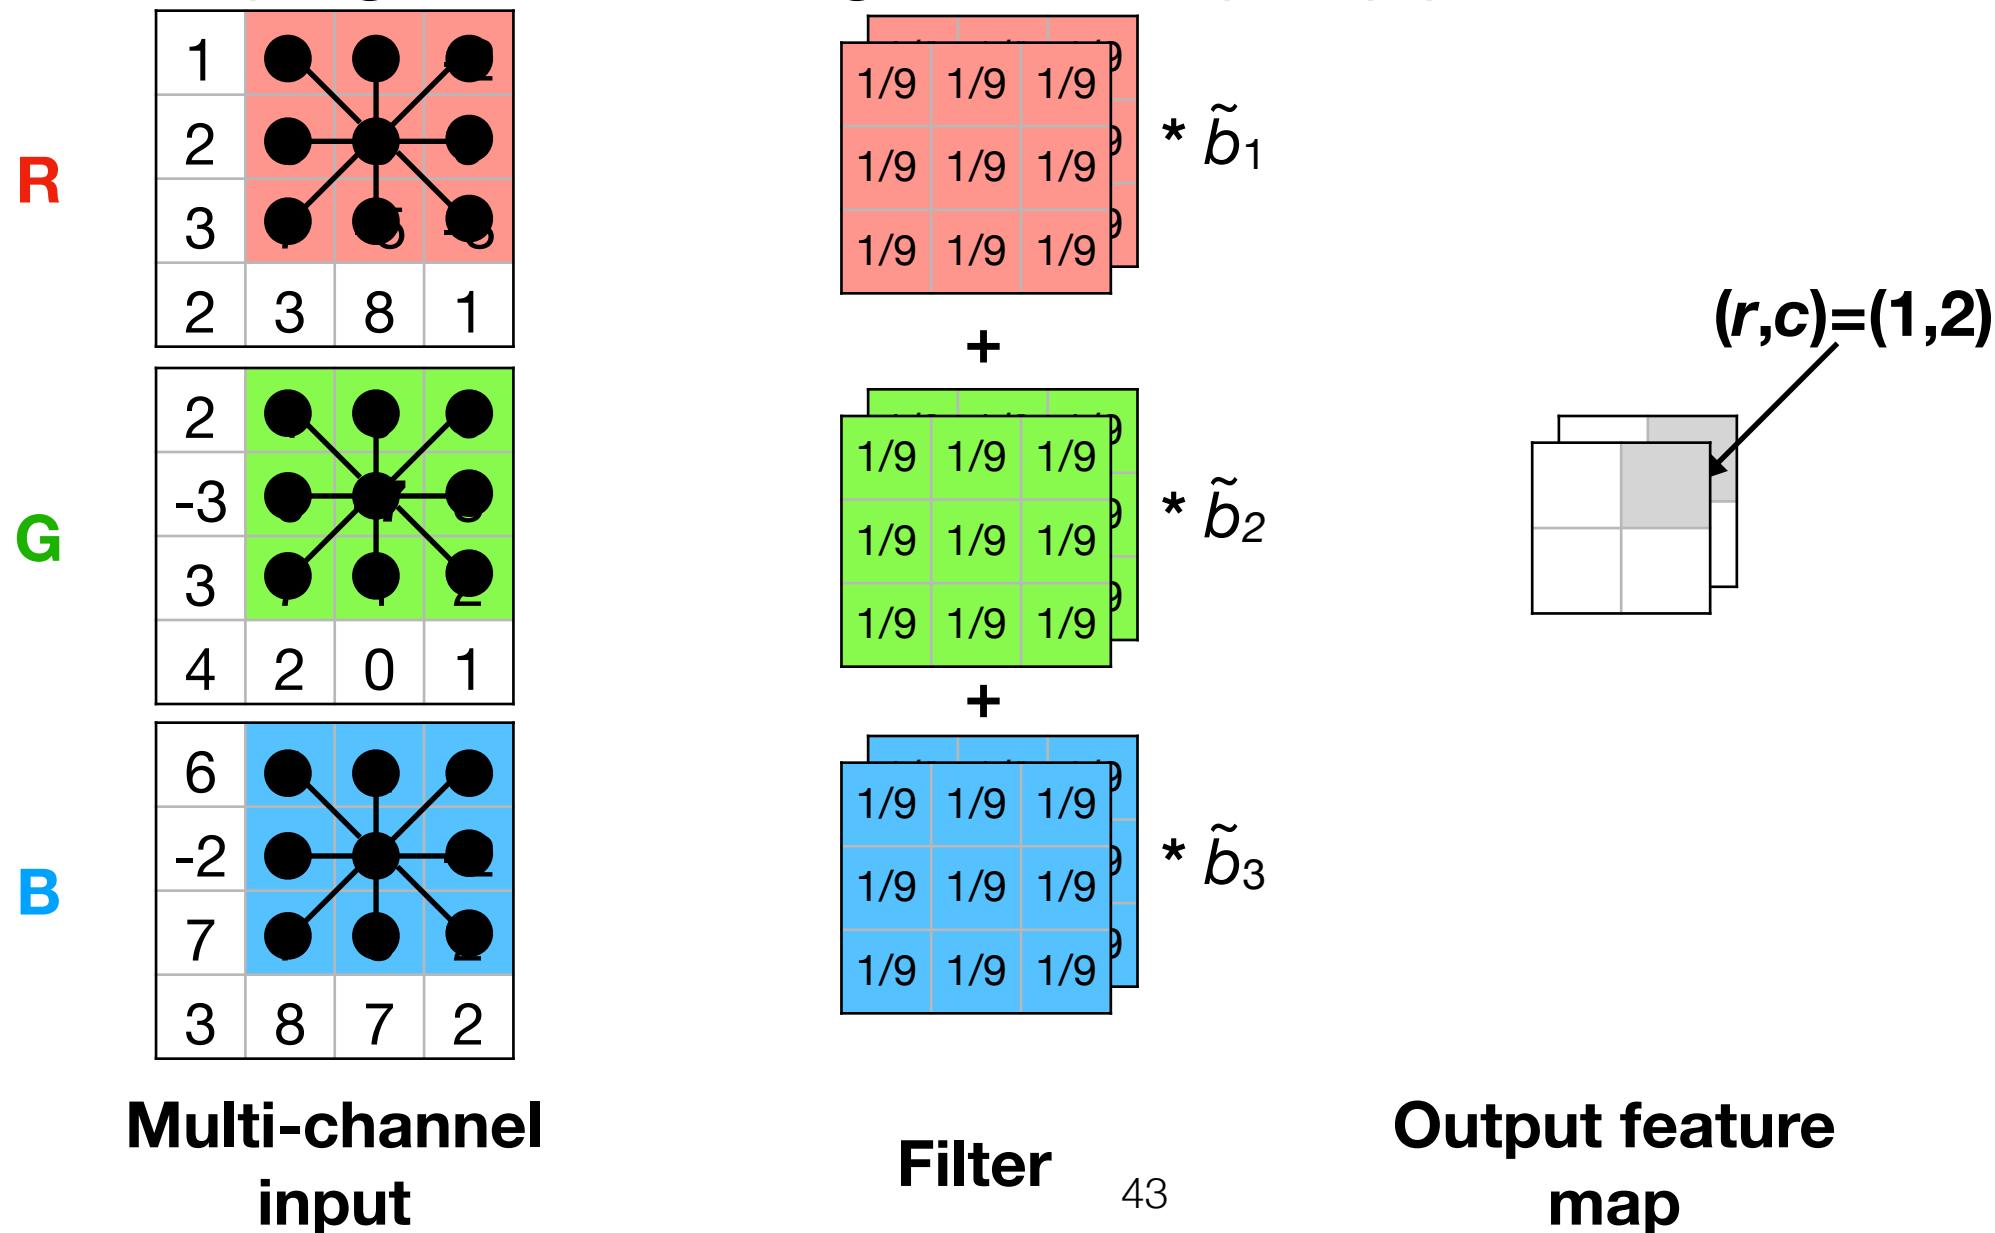 1
2
R
3
2 3 8 1
2
-3
G
3
4 2 0 1
6
-2
B
7
3 8 7 2
1/9 1/9 1/9
1/9 1/9 1/9
1/9 1/9 1/9
* b̃1
+
1/9 1/9 1/9
1/9 1/9 1/9
1/9 1/9 1/9
* b̃2
+
1/9 1/9 1/9
1/9 1/9 1/9
1/9 1/9 1/9
* b̃3
(r,c)=(1,2)
Multi-channel
input
Filter
43
Output feature
map